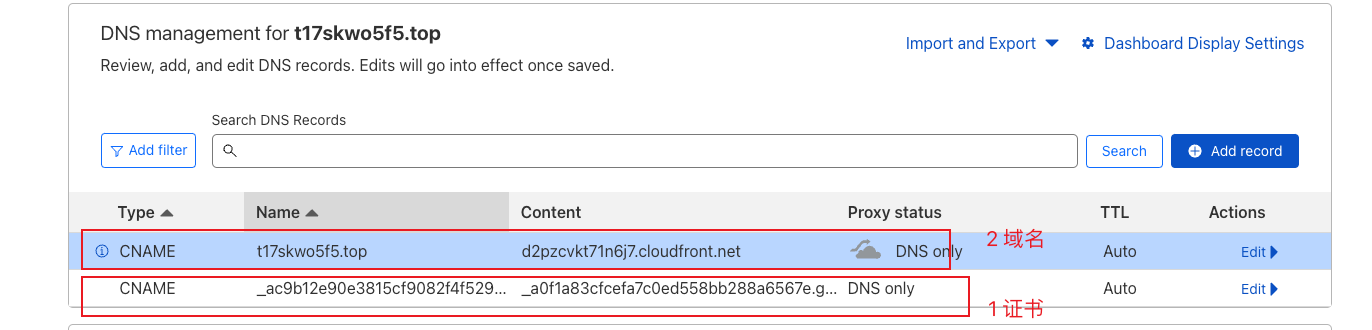 DNS management for t17skwo5f5.top
Import and Export
Dashboard Display Settings
Review, add, and edit DNS records. Edits will go into effect once saved.
Search DNS Records
Add filter
Search
Add record
Type Name Content Proxy status TTL Actions
CNAME t17skwo5f5.top d2pzcvkt71n6j7.cloudfront.net DNS only Auto Edit
2 域名
CNAME _ac9b12e90e3815cf9082f4f529... _a0f1a83cfcefa7c0ed558bb288a6567e.g... DNS only Auto Edit
1 证书